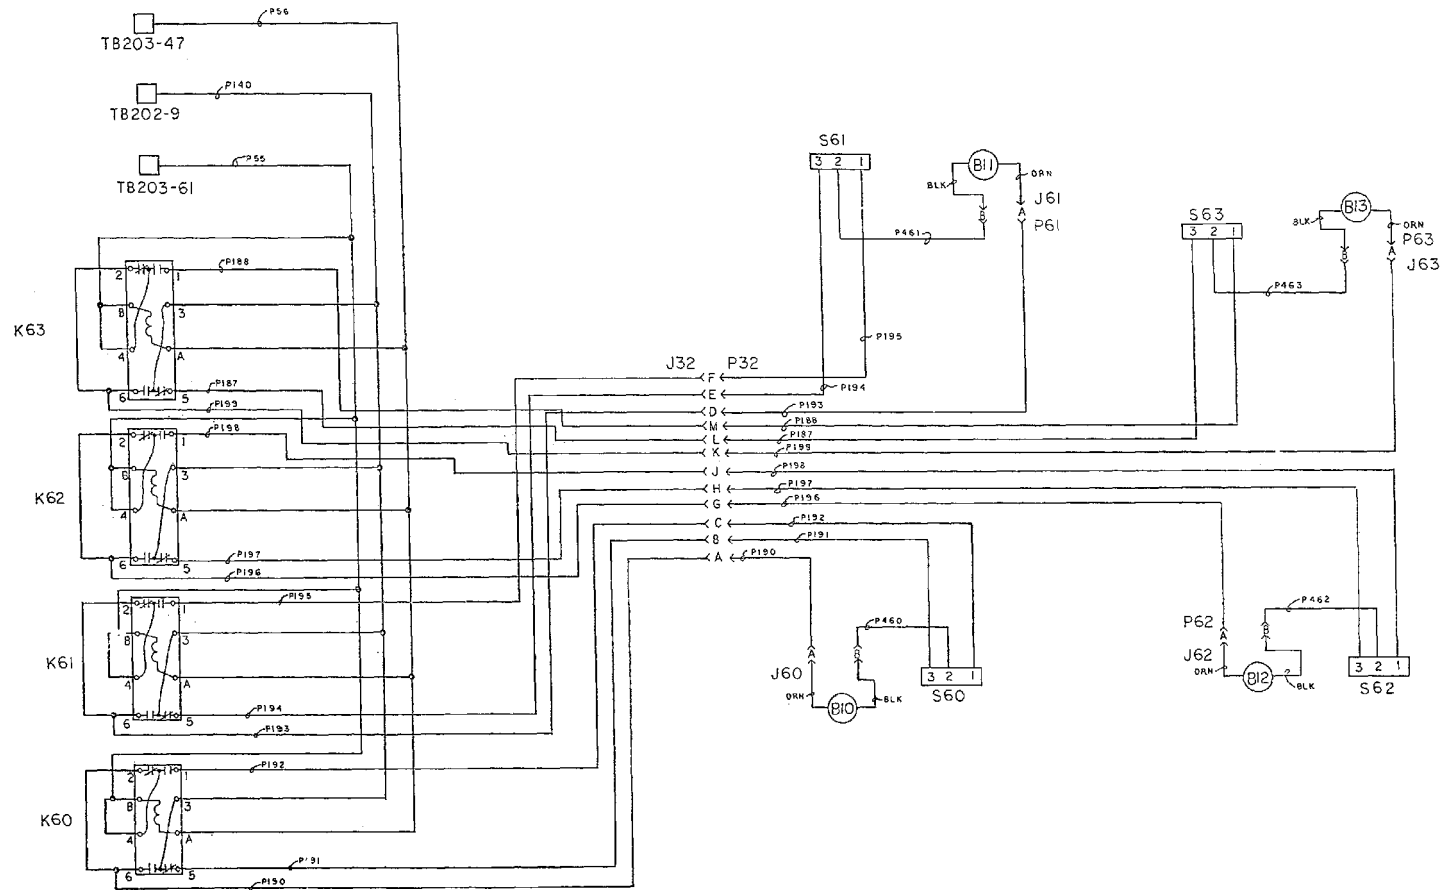 P56
TB203-47
P140
TB202-9
P55
TB203-61
S61
3 2 1
B11
BLK
ORN
B
A
J61
P61
P461
P195
P194
S63
3 2 1
B13
BLK
ORN
B
A
P63
J63
P463
K63
2
1
P188
B
3
4
A
6
5
P187
P199
K62
2
1
P198
B
3
4
A
6
5
P197
P196
K61
2
1
P195
B
3
4
A
6
5
P194
P193
K60
2
1
P192
B
3
4
A
6
5
P191
P190
J32 P32
F
E
D P193
M P188
L P187
K P199
J P198
H P197
G P196
C P192
B P191
A P190
P460
A
B
J60
ORN
B10
BLK
3 2 1
S60
P462
P62
A
B
J62
ORN
B12
BLK
3 2 1
S62